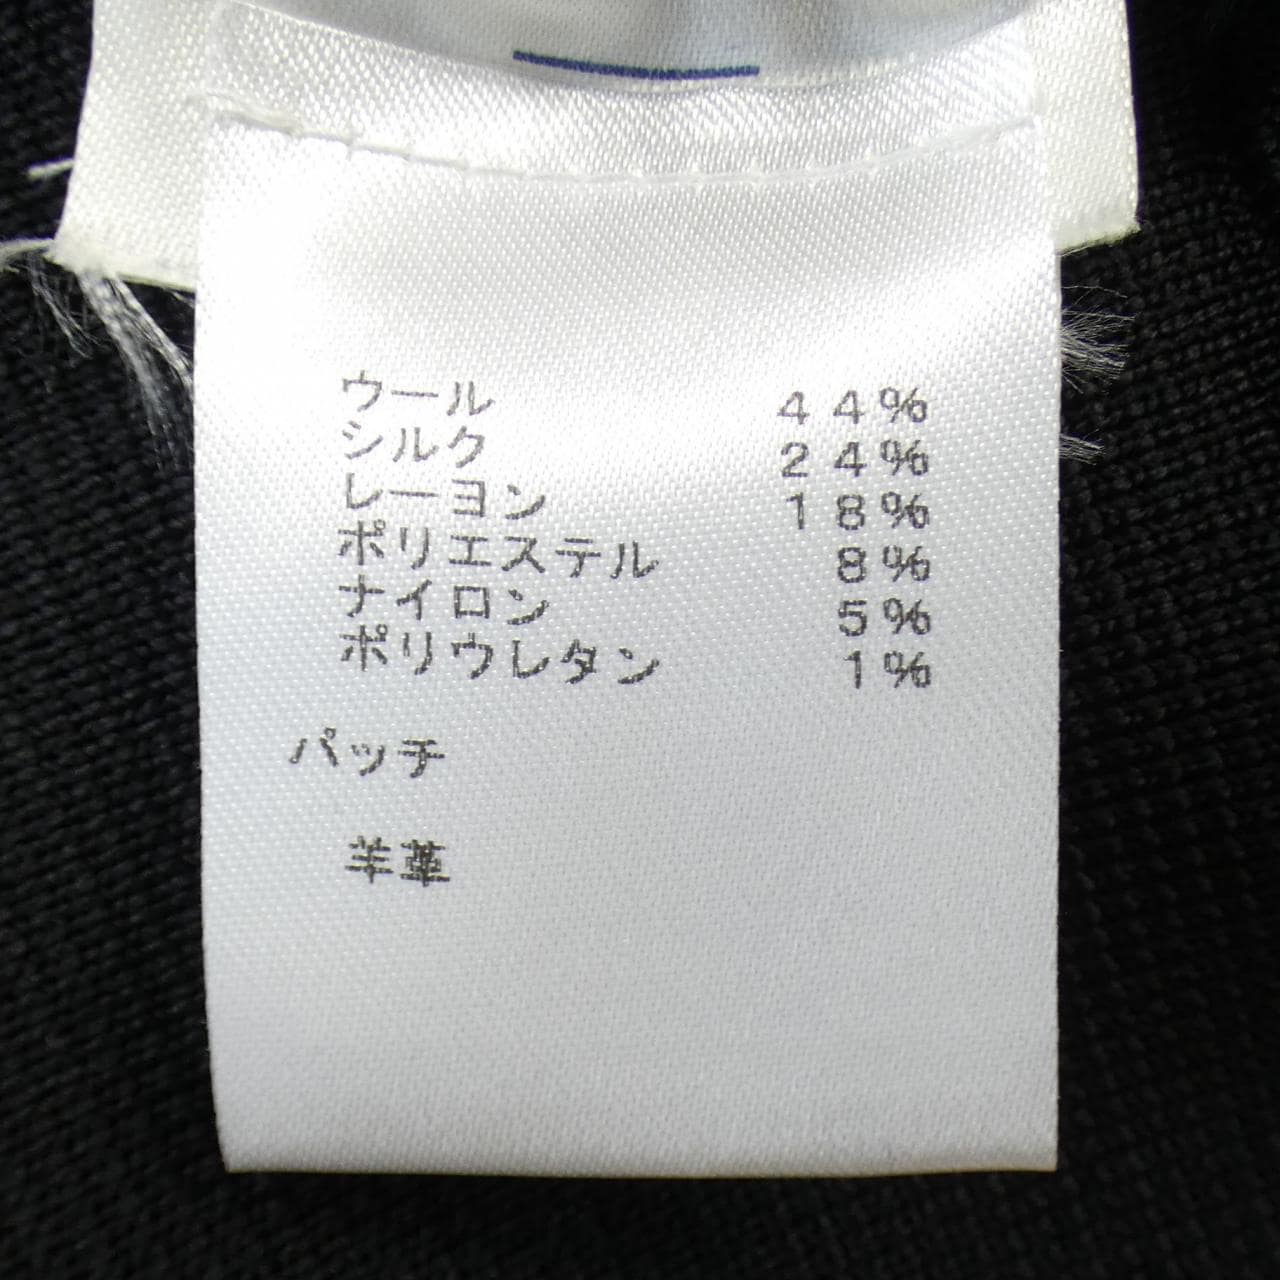 ウール 44%
シルク 24%
レーヨン 18%
ポリエステル 8%
ナイロン 5%
ポリウレタン 1%
パッチ
羊革